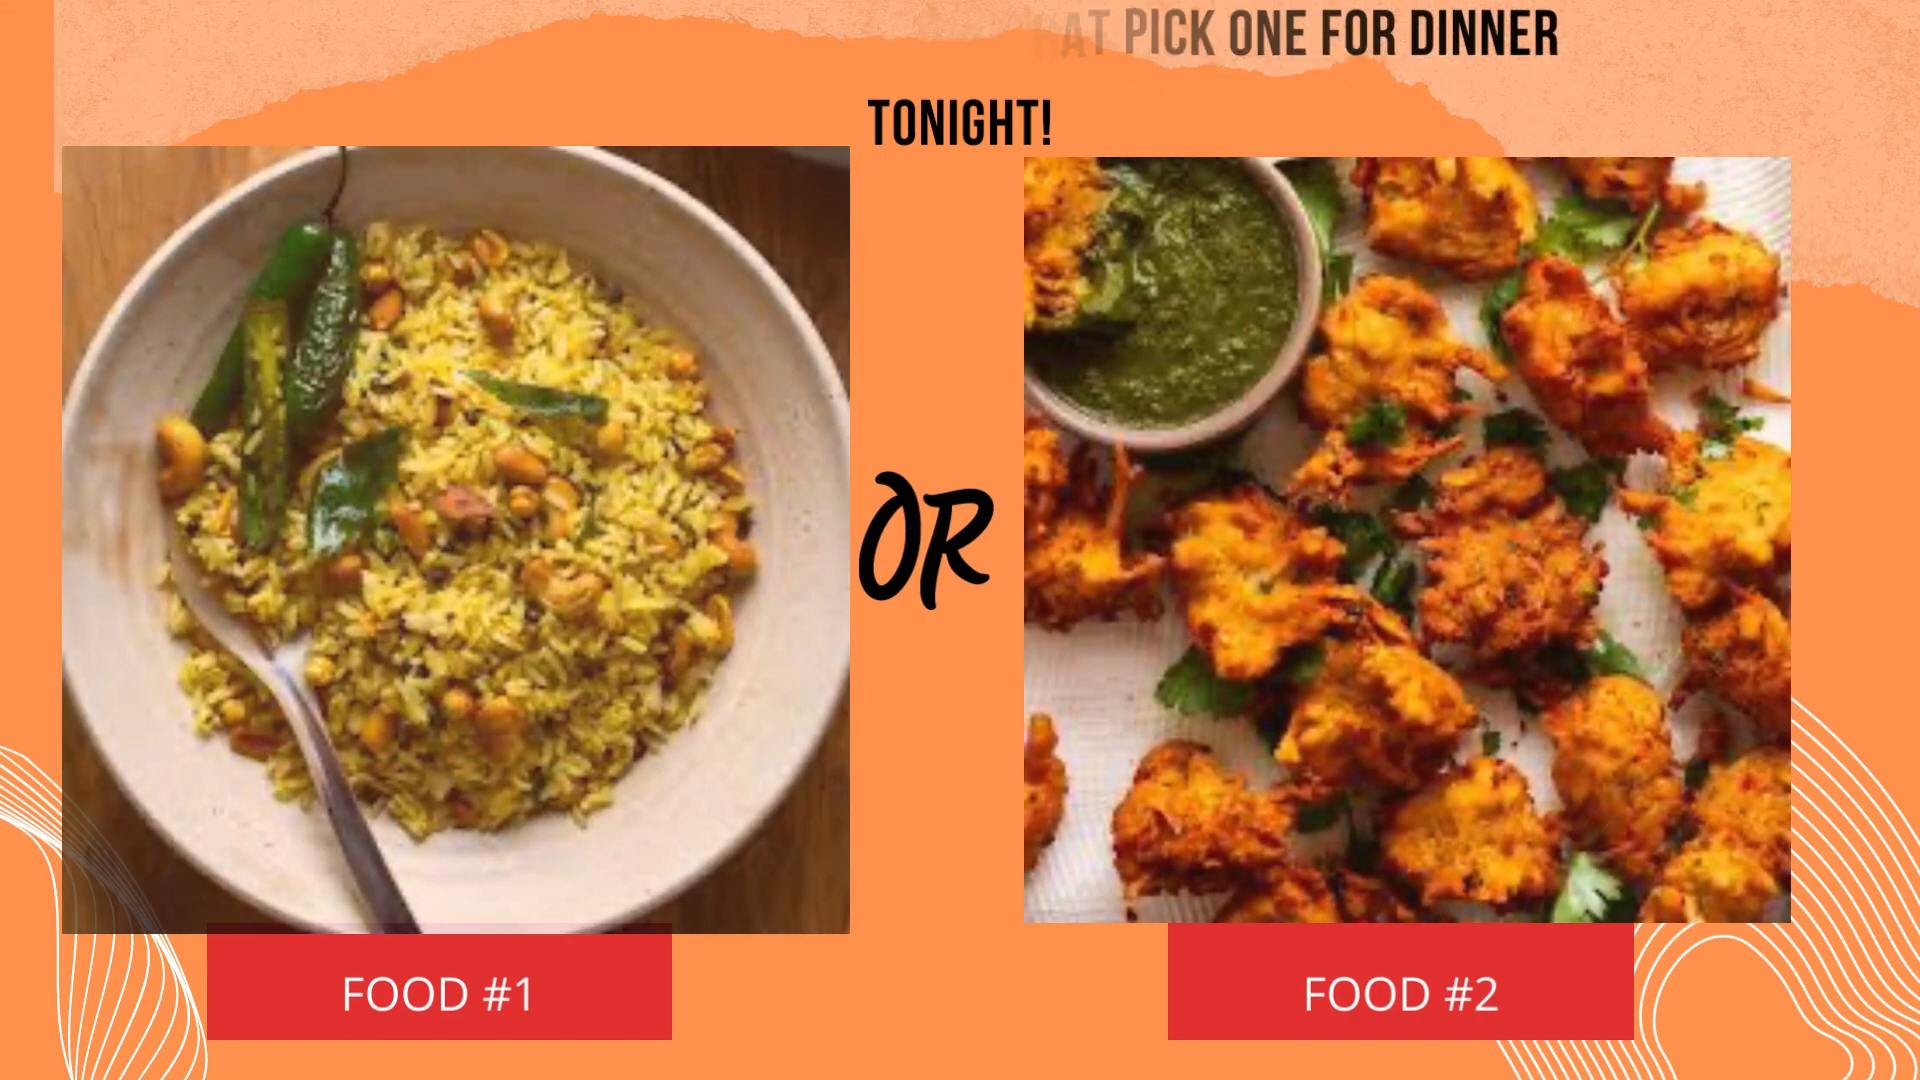 PICK ONE FOR DINNER
TONIGHT!
OR
FOOD #1
FOOD #2